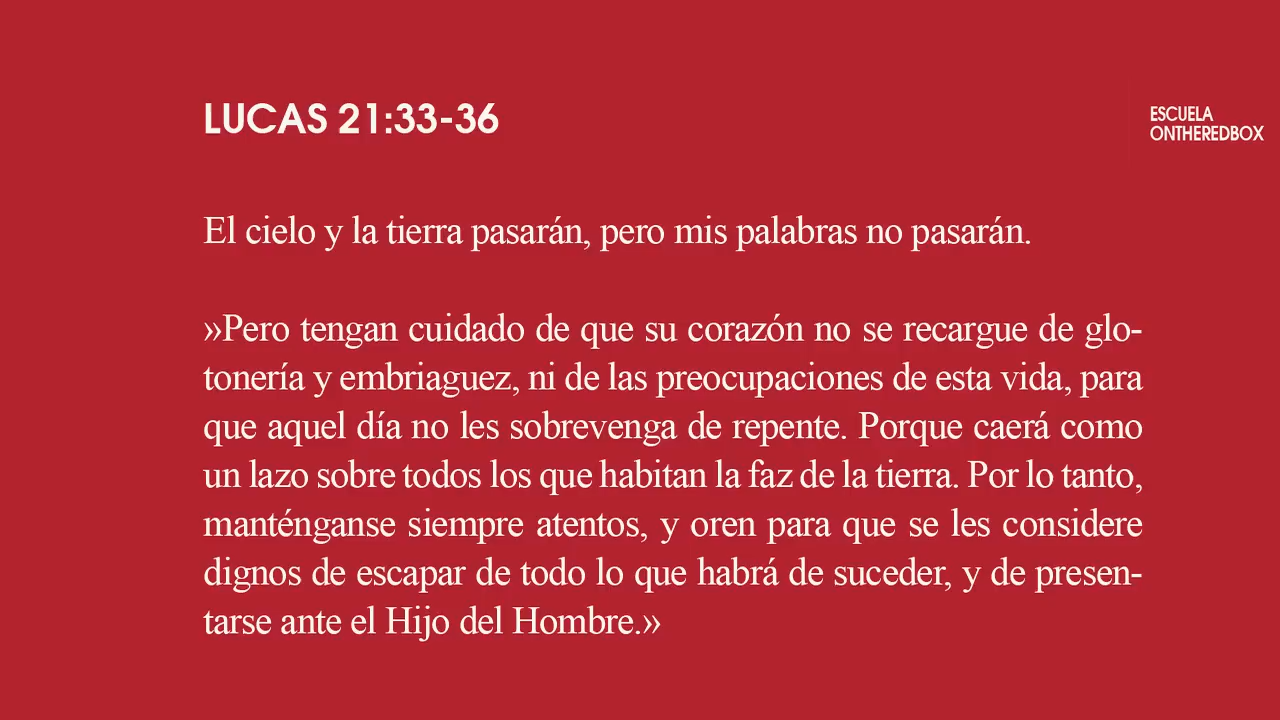 LUCAS 21:33-36
ESCUELA
ONTHEREDBOX
El cielo y la tierra pasarán, pero mis palabras no pasarán.
»Pero tengan cuidado de que su corazón no se recargue de glo-
tonería y embriaguez, ni de las preocupaciones de esta vida, para
que aquel día no les sobrevenga de repente. Porque caerá como
un lazo sobre todos los que habitan la faz de la tierra. Por lo tanto,
manténganse siempre atentos, y oren para que se les considere
dignos de escapar de todo lo que habrá de suceder, y de presen-
tarse ante el Hijo del Hombre.»